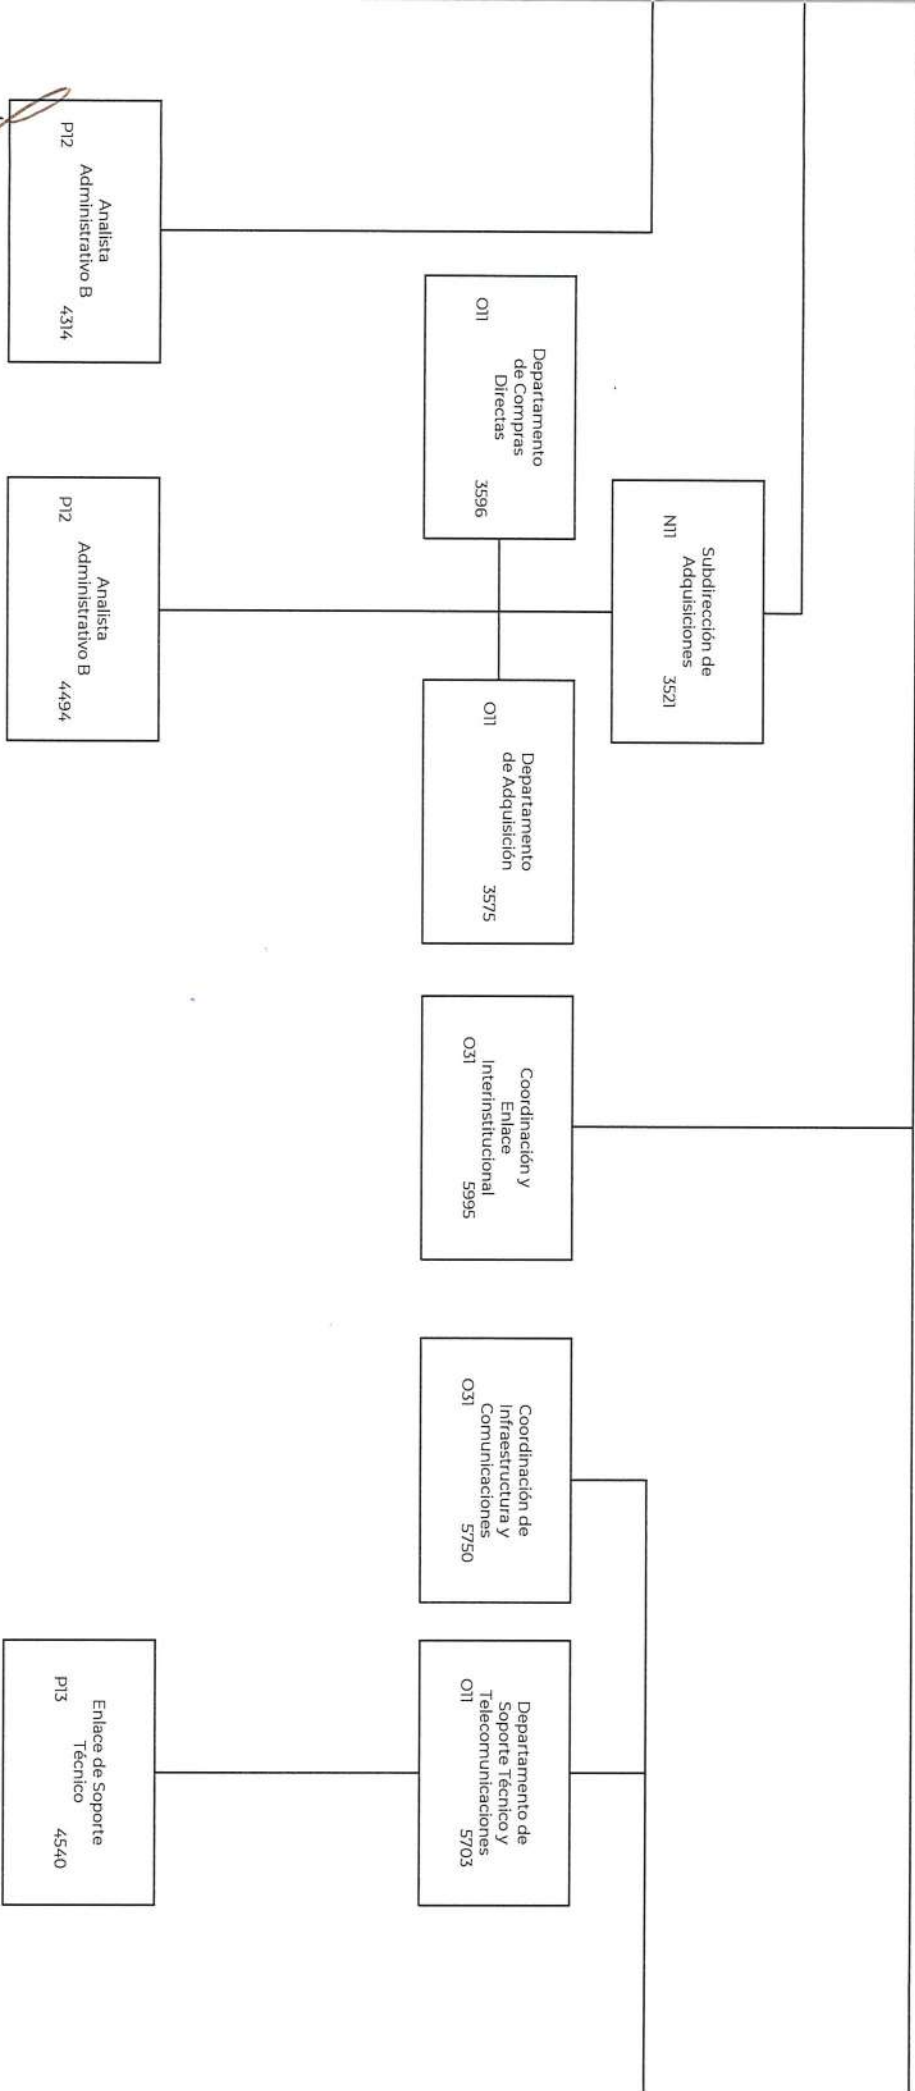 Subdirección de
Adquisiciones
N11 3521
Departamento
de Compras
Directas
O11 3596
Departamento
de Adquisición
O11 3575
Coordinación y
Enlace
Interinstitucional
O31 5995
Coordinación de
Infraestructura y
Comunicaciones
O31 5750
Departamento de
Soporte Técnico y
Telecomunicaciones
O11 5703
Analista
Administrativo B
P12 4314
Analista
Administrativo B
P12 4494
Enlace de Soporte
Técnico
P13 4540